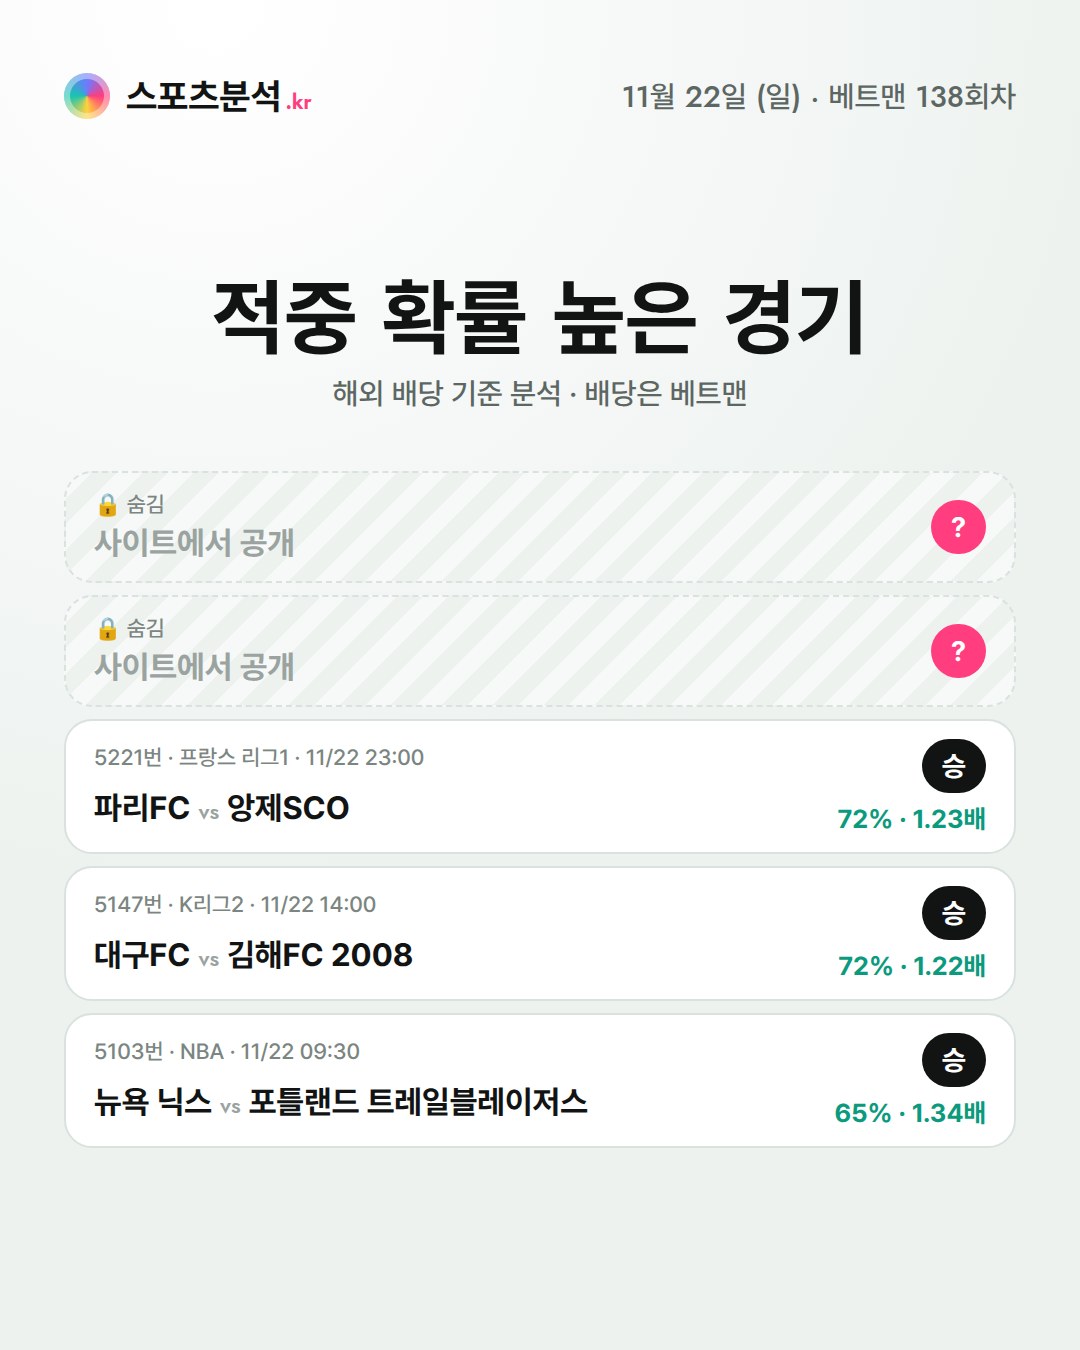 스포츠분석.kr
11월 22일 (일) · 베트맨 138회차
적중 확률 높은 경기
해외 배당 기준 분석 · 배당은 베트맨
🔒 숨김
사이트에서 공개
?
🔒 숨김
사이트에서 공개
?
5221번 · 프랑스 리그1 · 11/22 23:00
파리FC vs 앙제SCO
승
72% · 1.23배
5147번 · K리그2 · 11/22 14:00
대구FC vs 김해FC 2008
승
72% · 1.22배
5103번 · NBA · 11/22 09:30
뉴욕 닉스 vs 포틀랜드 트레일블레이저스
승
65% · 1.34배